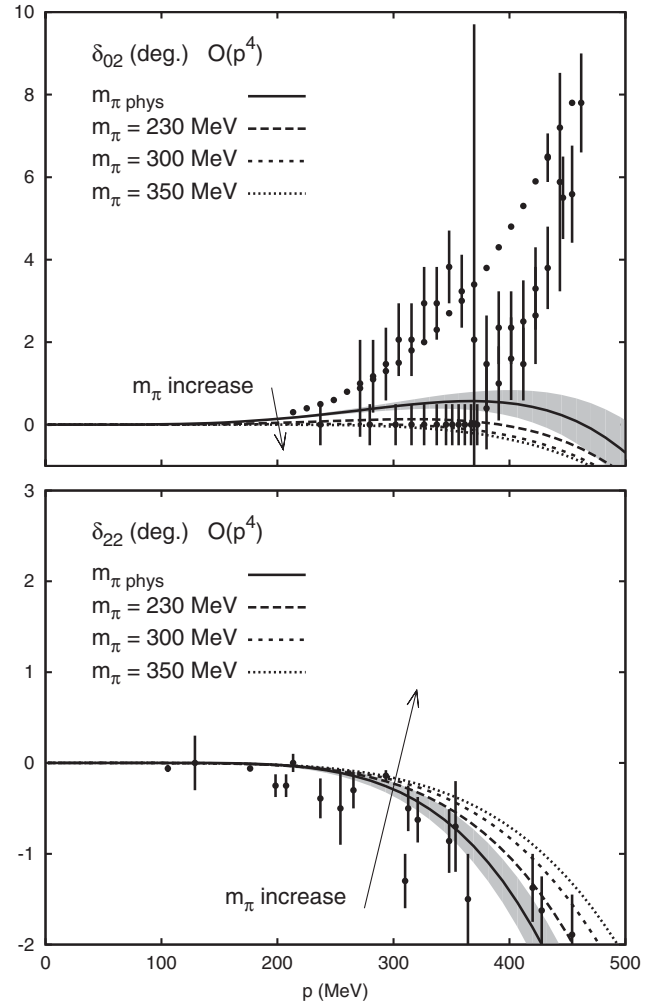 10
8
6
4
2
0
δ₀₂ (deg.) O(p⁴)
mπ phys
mπ = 230 MeV
mπ = 300 MeV
mπ = 350 MeV
mπ increase
3
2
1
0
-1
-2
δ₂₂ (deg.) O(p⁴)
mπ phys
mπ = 230 MeV
mπ = 300 MeV
mπ = 350 MeV
mπ increase
0 100 200 300 400 500
p (MeV)